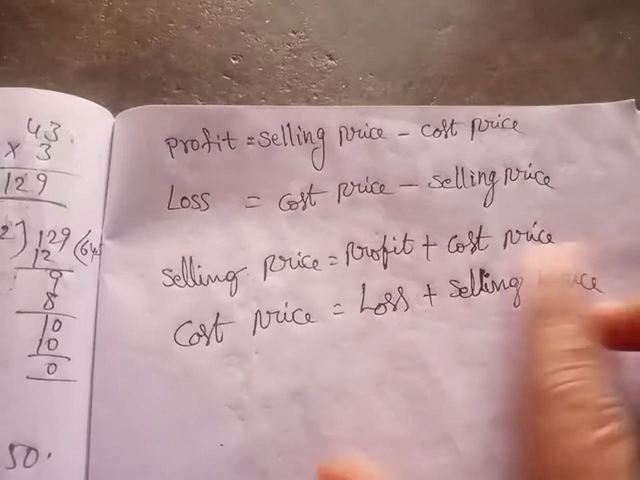 43
x 3
129
2) 129 (64
12
9
8
10
10
0
50.
profit = selling price - cost price
Loss = cost price - selling price
selling price = profit + cost price
cost price = Loss + selling